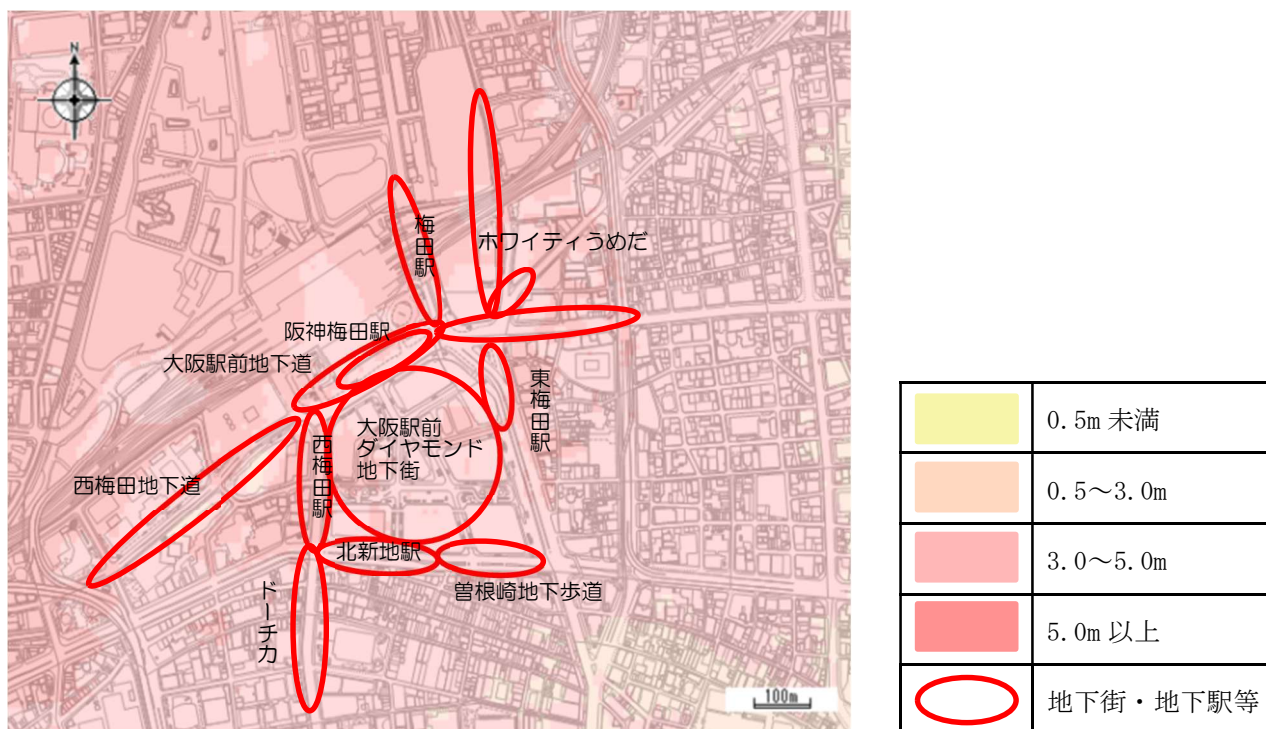 N
梅田駅
ホワイティうめだ
阪神梅田駅
大阪駅前地下道
東梅田駅
大阪駅前
ダイヤモンド
地下街
西梅田駅
西梅田地下道
北新地駅
曽根崎地下歩道
ドーチカ
100m
0.5m 未満
0.5～3.0m
3.0～5.0m
5.0m 以上
地下街・地下駅等